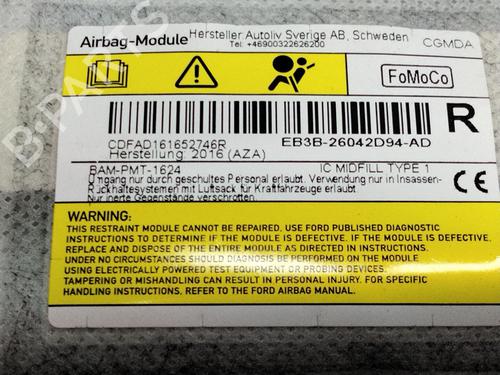 Airbag-Module Hersteller Autoliv Sverige AB, Schweden
Tel: +46900322626200
CGMDA
FoMoCo
R
CDFAD161652746R EB3B-26042D94-AD
Herstellung: 2016 (AZA)
BAM-PMT-1624 IC MIDFILL TYPE 1
Umgang nur durch geschultes Personal erlaubt. Verwendung nur in Insassen-
Rückhaltesystemen mit Luftsack für Kraftfahrzeuge erlaubt
Nur inerte Gegenstände verschrotten.
CE
WARNING:
THIS RESTRAINT MODULE CANNOT BE REPAIRED. USE FORD PUBLISHED DIAGNOSTIC
INSTRUCTIONS TO DETERMINE IF THE MODULE IS DEFECTIVE. IF THE MODULE IS DEFECTIVE,
REPLACE AND DISPOSE OF THE ENTIRE MODULE AS DIRECTED IN INSTRUCTIONS.
UNDER NO CIRCUMSTANCES SHOULD DIAGNOSIS BE PERFORMED ON THE MODULE
USING ELECTRICALLY POWERED TEST EQUIPMENT OR PROBING DEVICES.
TAMPERING OR MISHANDLING CAN RESULT IN PERSONAL INJURY. FOR SPECIFIC
HANDLING INSTRUCTIONS, REFER TO THE FORD AIRBAG MANUAL.
B-PARTS